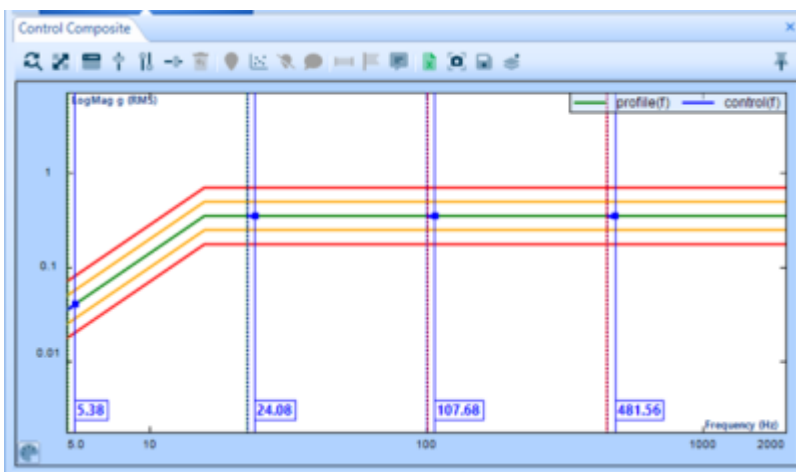 Control Composite
LogMag g (RMS)
profile(f)
control(f)
1
0.1
0.01
5.38
24.08
107.68
481.56
Frequency (Hz)
5.0
10
100
1000
2000